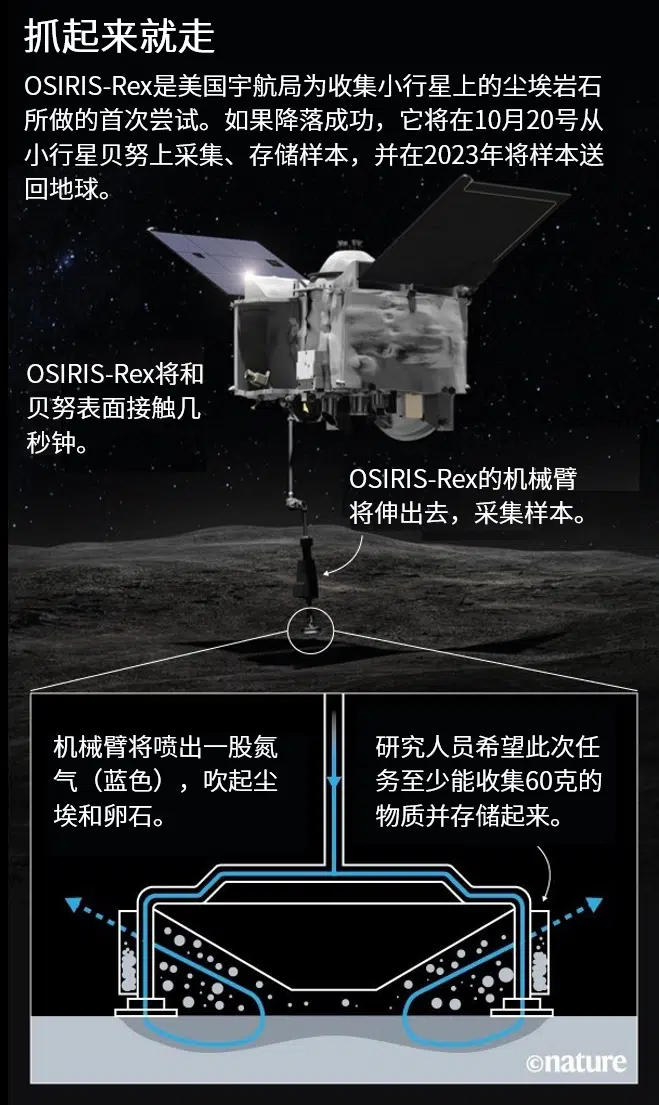 抓起来就走
OSIRIS-Rex是美国宇航局为收集小行星上的尘埃岩石
所做的首次尝试。如果降落成功，它将在10月20号从
小行星贝努上采集、存储样本，并在2023年将样本送
回地球。
OSIRIS-Rex将和
贝努表面接触几
秒钟。
OSIRIS-Rex的机械臂
将伸出去，采集样本。
机械臂将喷出一股氮
气（蓝色），吹起尘
埃和卵石。
研究人员希望此次任
务至少能收集60克的
物质并存储起来。
©nature